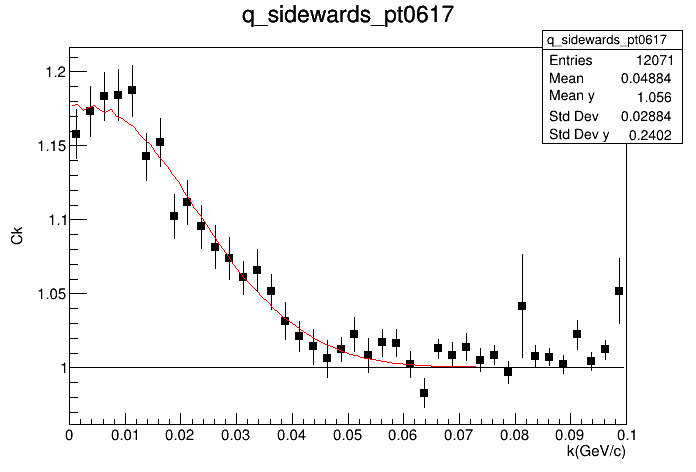 q_sidewards_pt0617
q_sidewards_pt0617
Entries 12071
Mean 0.04884
Mean y 1.056
Std Dev 0.02884
Std Dev y 0.2402
1.2
1.15
1.1
1.05
1
Ck
0 0.01 0.02 0.03 0.04 0.05 0.06 0.07 0.08 0.09 0.1
k(GeV/c)